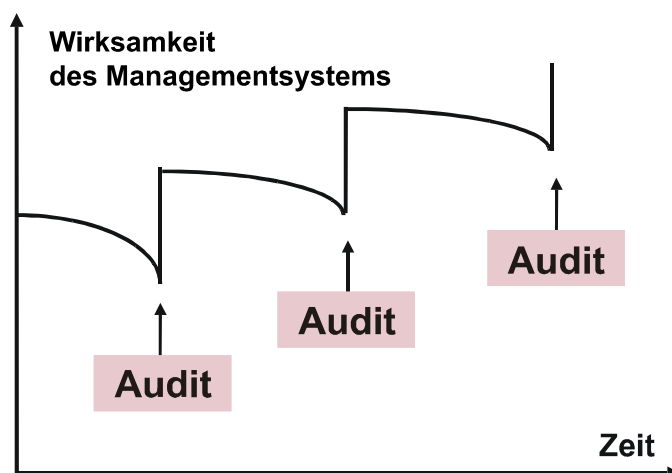 Wirksamkeit
des Managementsystems
Audit
Audit
Audit
Zeit